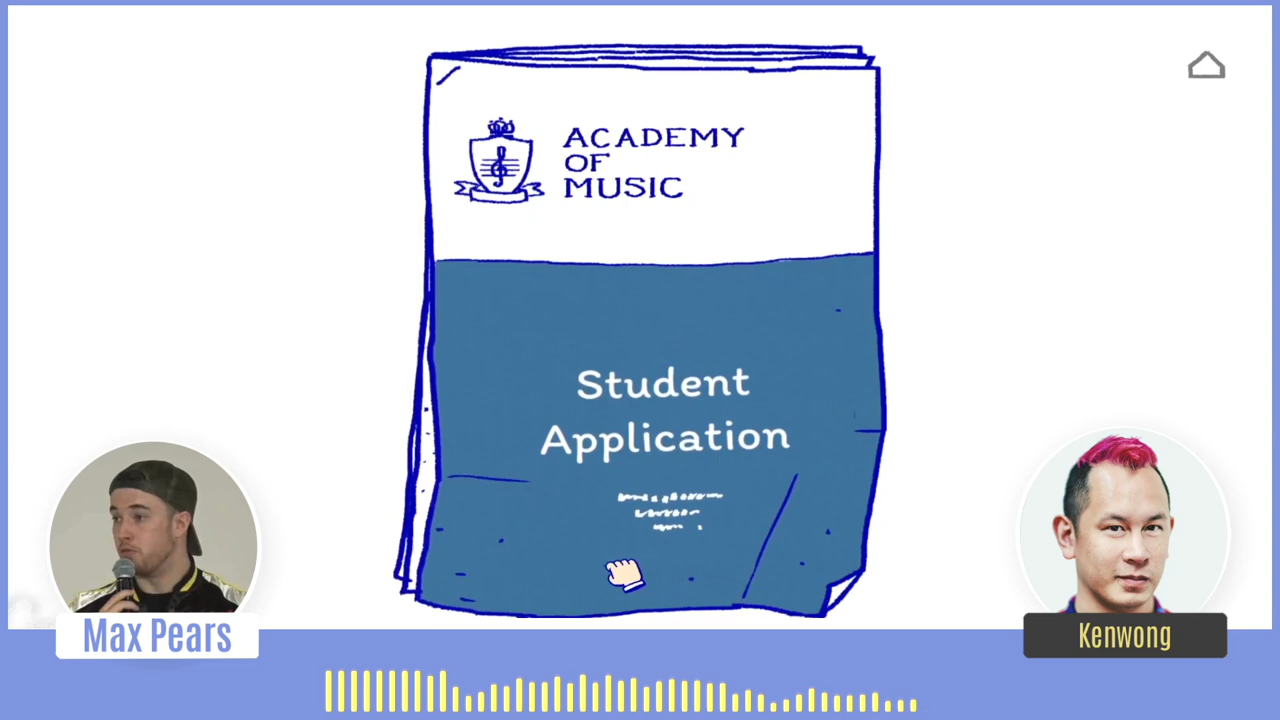 ACADEMY
OF
MUSIC
Student
Application
Max Pears
Kenwong